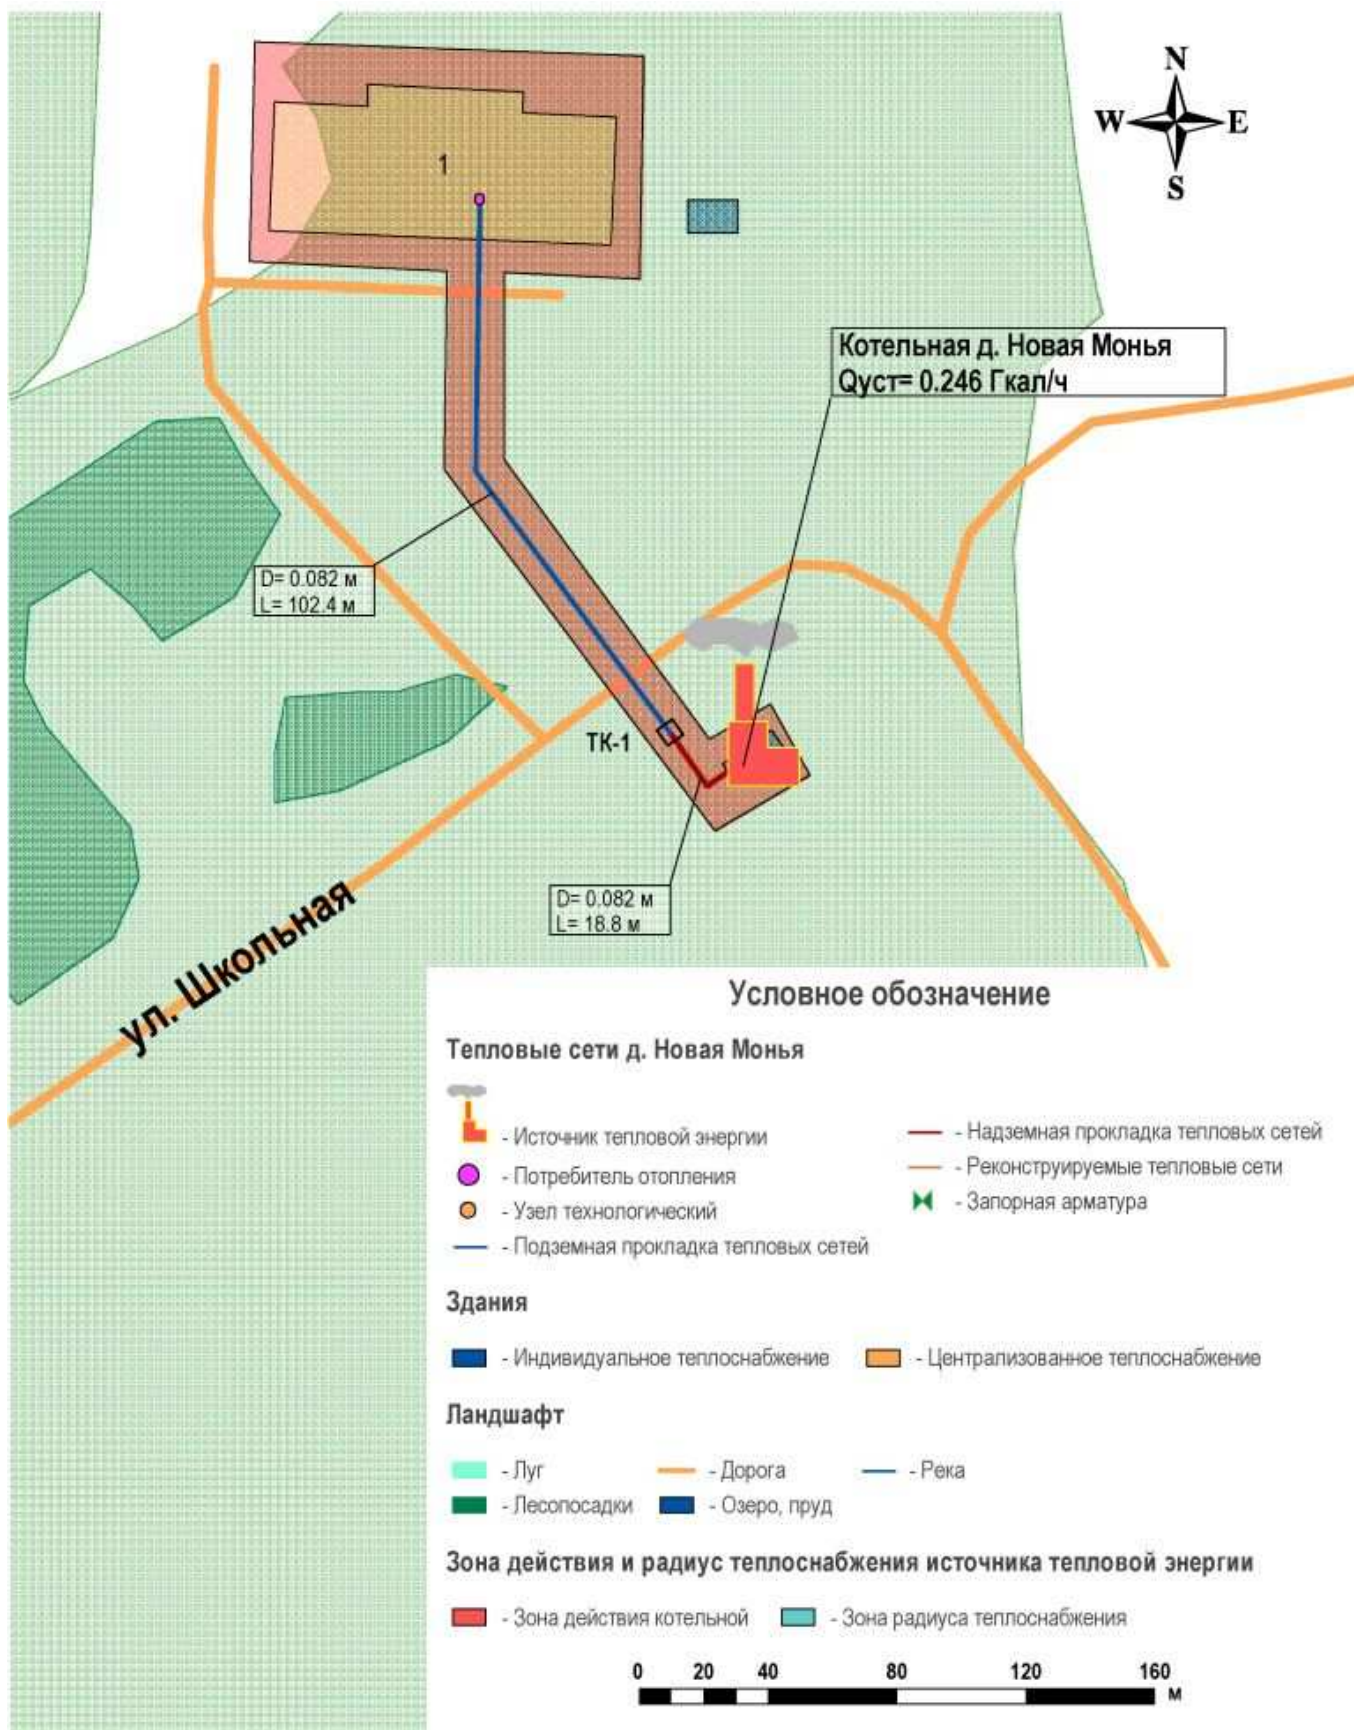 N
W E
S
1
Котельная д. Новая Монья
Qуст= 0.246 Гкал/ч
D= 0.082 м
L= 102.4 м
ТК-1
D= 0.082 м
L= 18.8 м
ул. Школьная
Условное обозначение
Тепловые сети д. Новая Монья
- Источник тепловой энергии
- Потребитель отопления
- Узел технологический
- Подземная прокладка тепловых сетей
- Надземная прокладка тепловых сетей
- Реконструируемые тепловые сети
- Запорная арматура
Здания
- Индивидуальное теплоснабжение - Централизованное теплоснабжение
Ландшафт
- Луг - Дорога - Река
- Лесопосадки - Озеро, пруд
Зона действия и радиус теплоснабжения источника тепловой энергии
- Зона действия котельной - Зона радиуса теплоснабжения
0 20 40 80 120 160
м